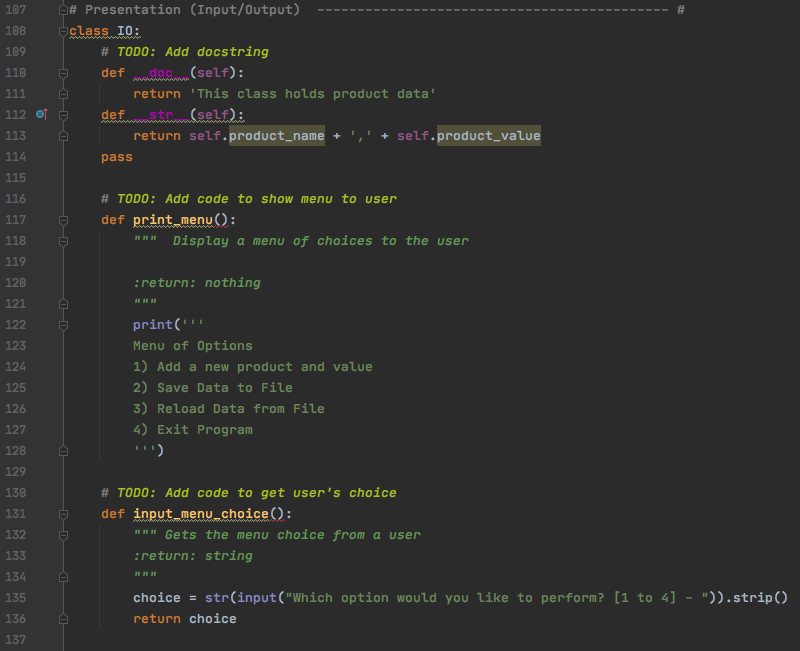 107 # Presentation (Input/Output)  -------------------------------------------- #
108 class IO:
109     # TODO: Add docstring
110     def __doc__(self):
111         return 'This class holds product data'
112     def __str__(self):
113         return self.product_name + ',' + self.product_value
114     pass
115
116     # TODO: Add code to show menu to user
117     def print_menu():
118         """  Display a menu of choices to the user
119
120         :return: nothing
121         """
122         print('''
123         Menu of Options
124         1) Add a new product and value
125         2) Save Data to File
126         3) Reload Data from File
127         4) Exit Program
128         ''')
129
130     # TODO: Add code to get user's choice
131     def input_menu_choice():
132         """ Gets the menu choice from a user
133         :return: string
134         """
135         choice = str(input("Which option would you like to perform? [1 to 4] - ")).strip()
136         return choice
137